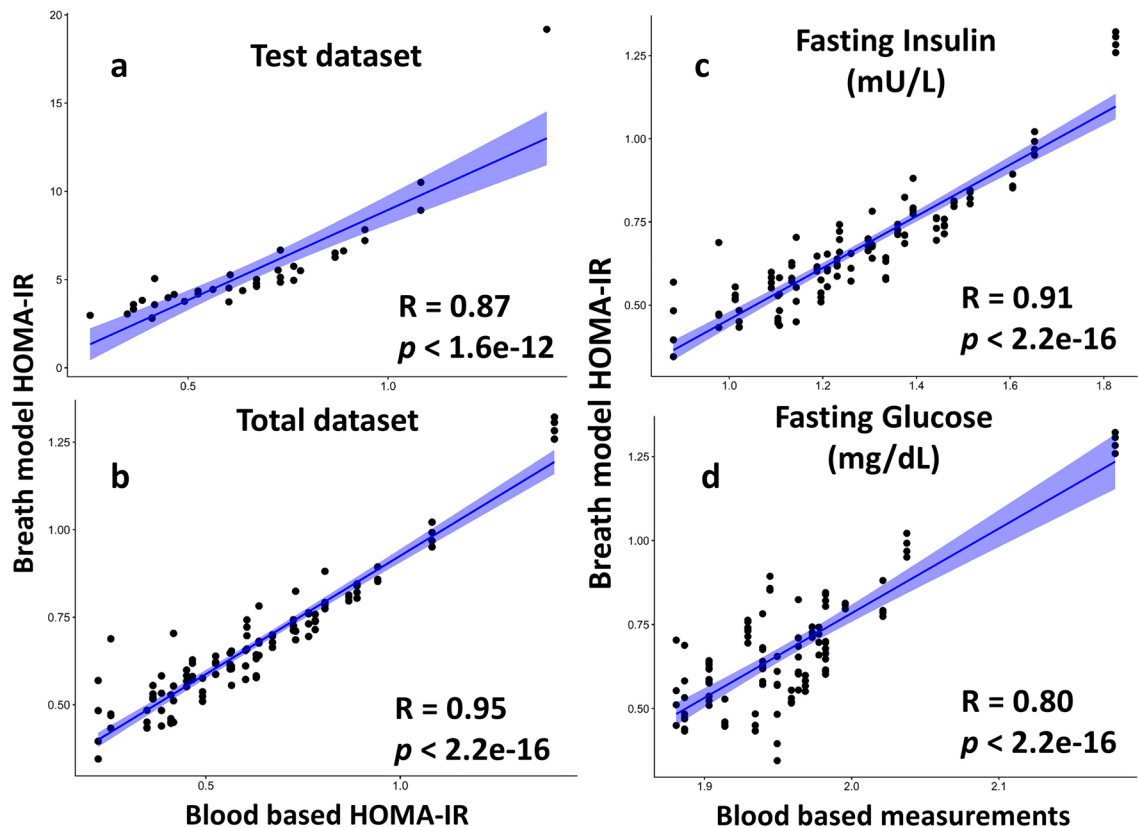 a
Test dataset
20
15
10
5
0
0.5
1.0
R = 0.87
p < 1.6e-12
b
Total dataset
1.25
1.00
0.75
0.50
0.5
1.0
R = 0.95
p < 2.2e-16
Breath model HOMA-IR
Blood based HOMA-IR
c
Fasting Insulin
(mU/L)
1.25
1.00
0.75
0.50
1.0
1.2
1.4
1.6
1.8
R = 0.91
p < 2.2e-16
d
Fasting Glucose
(mg/dL)
1.25
1.00
0.75
0.50
1.9
2.0
2.1
R = 0.80
p < 2.2e-16
Breath model HOMA-IR
Blood based measurements